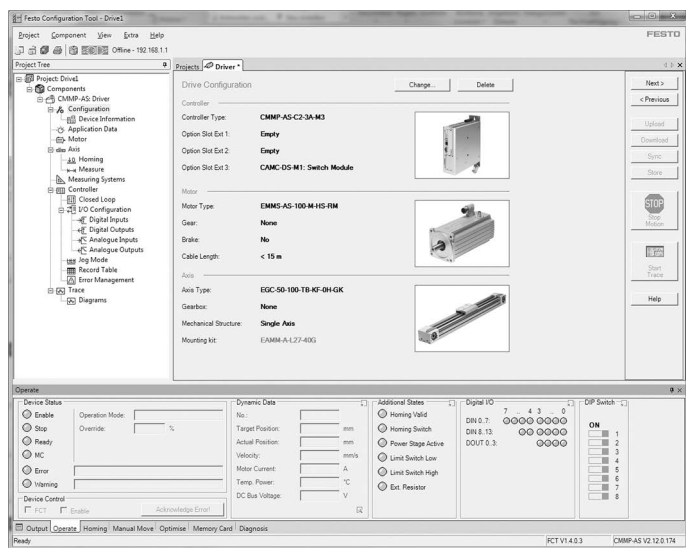 Festo Configuration Tool - Drive1
Project Component View Extra Help
FESTO
Offline - 192.168.1.1
Project Tree
Projects Driver *
Project: Drive1
Components
CMMP-AS: Driver
Configuration
Device Information
Application Data
Motor
Axis
Homing
Measure
Measuring Systems
Controller
Closed Loop
I/O Configuration
Digital Inputs
Digital Outputs
Analogue Inputs
Analogue Outputs
Jog Mode
Record Table
Error Management
Trace
Diagrams
Drive Configuration
Change...
Delete
Controller
Controller Type: CMMP-AS-C2-3A-M3
Option Slot Ext 1: Empty
Option Slot Ext 2: Empty
Option Slot Ext 3: CAMC-DS-M1: Switch Module
Motor
Motor Type: EMMS-AS-100-M-HS-RM
Gear: None
Brake: No
Cable Length: < 15 m
Axis
Axis Type: EGC-50-100-TB-KF-0H-GK
Gearbox: None
Mechanical Structure: Single Axis
Mounting kit: EAMM-A-L27-40G
Next >
< Previous
Upload
Download
Sync
Store
STOP
Stop
Motion
Start
Trace
Help
Operate
Device Status
Enable
Operation Mode:
Stop
Override: %
Ready
MC
Error
Warning
Device Control
FCT
Enable
Acknowledge Error!
Dynamic Data
No.:
Target Position: mm
Actual Position: mm
Velocity: mm/s
Motor Current: A
Temp. Power: °C
DC Bus Voltage: V
Additional States
Homing Valid
Homing Switch
Power Stage Active
Limit Switch Low
Limit Switch High
Ext. Resistor
Digital I/O
7 .. 4 3 .. 0
DIN 0..7:
DIN 8..13:
DOUT 0..3:
DIP Switch
ON
1
2
3
4
5
6
7
8
Output Operate Homing Manual Move Optimise Memory Card Diagnosis
Ready
FCT V1.4.0.3
CMMP-AS V2.12.0.174